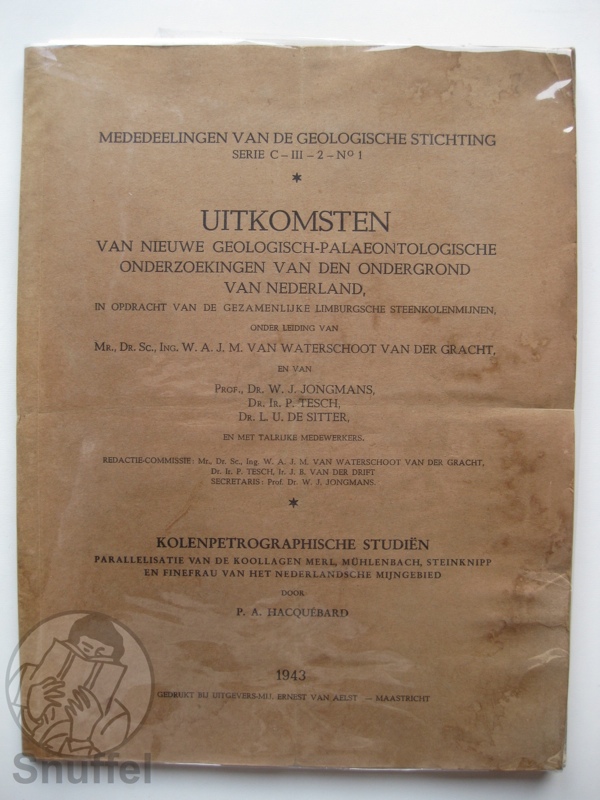 MEDEDEELINGEN VAN DE GEOLOGISCHE STICHTING
SERIE C – III – 2 – Nº 1
UITKOMSTEN
VAN NIEUWE GEOLOGISCH-PALAEONTOLOGISCHE
ONDERZOEKINGEN VAN DEN ONDERGROND
VAN NEDERLAND,
IN OPDRACHT VAN DE GEZAMENLIJKE LIMBURGSCHE STEENKOLENMIJNEN,
ONDER LEIDING VAN
MR., DR. SC., ING. W. A. J. M. VAN WATERSCHOOT VAN DER GRACHT,
EN VAN
PROF., DR. W. J. JONGMANS,
DR. IR. P. TESCH,
DR. L. U. DE SITTER,
EN MET TALRIJKE MEDEWERKERS.
REDACTIE-COMMISSIE: Mr., Dr. Sc., Ing. W. A. J. M. VAN WATERSCHOOT VAN DER GRACHT,
Dr. Ir. P. TESCH, Ir. J. B. VAN DER DRIFT
SECRETARIS: Prof. Dr. W. J. JONGMANS.
KOLENPETROGRAPHISCHE STUDIËN
PARALLELISATIE VAN DE KOOLLAGEN MERL, MÜHLENBACH, STEINKNIPP
EN FINEFRAU VAN HET NEDERLANDSCHE MIJNGEBIED
DOOR
P. A. HACQUÉBARD
1943
GEDRUKT BIJ UITGEVERS-MIJ. ERNEST VAN AELST – MAASTRICHT
Snuffel